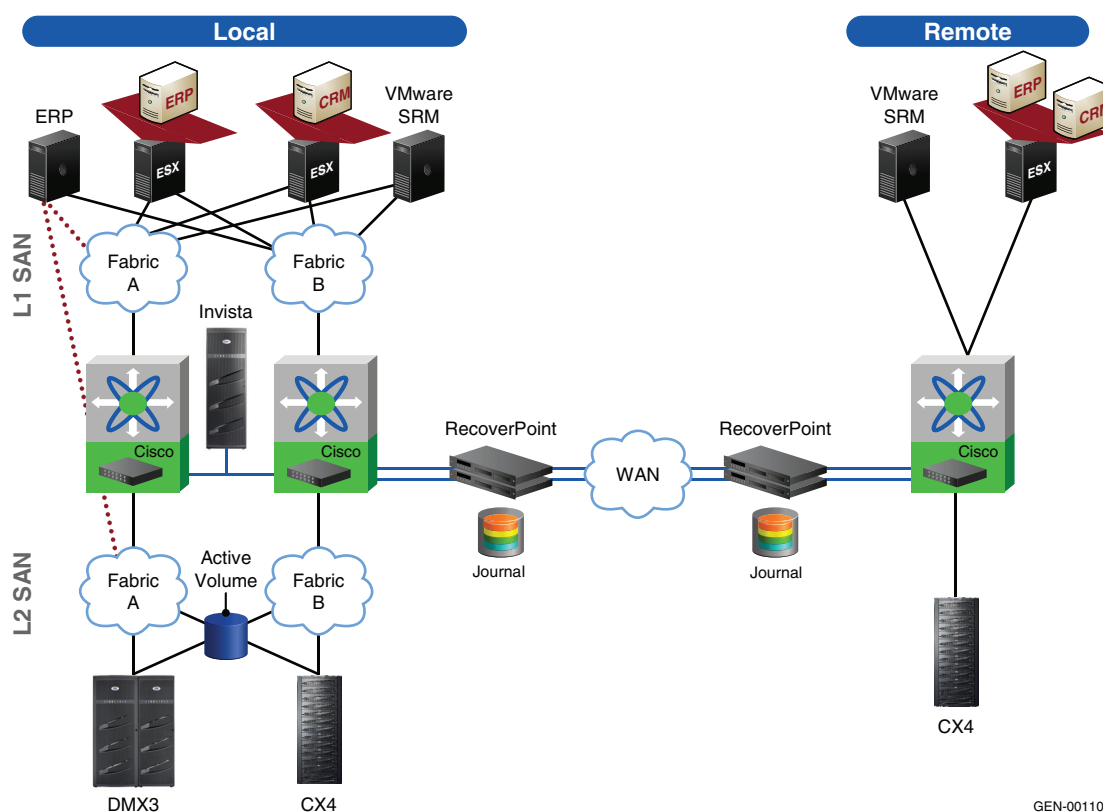 Local
Remote
ERP
CRM
VMware
SRM
ERP
ESX
ESX
VMware
SRM
ERP
CRM
ESX
L1 SAN
Fabric
A
Fabric
B
Invista
Cisco
Cisco
RecoverPoint
WAN
RecoverPoint
Cisco
Journal
Journal
L2 SAN
Fabric
A
Active
Volume
Fabric
B
DMX3
CX4
CX4
GEN-00110